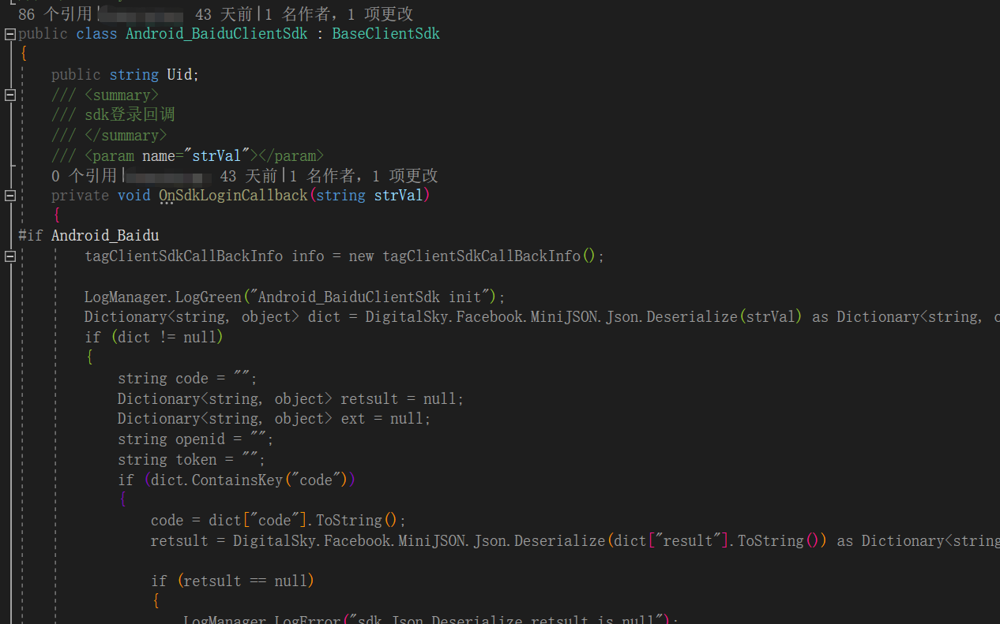 86 个引用| 43 天前|1 名作者，1 项更改
public class Android_BaiduClientSdk : BaseClientSdk
{
public string Uid;
/// <summary>
/// sdk登录回调
/// </summary>
/// <param name="strVal"></param>
0 个引用| 43 天前|1 名作者，1 项更改
private void OnSdkLoginCallback(string strVal)
{
#if Android_Baidu
tagClientSdkCallBackInfo info = new tagClientSdkCallBackInfo();
LogManager.LogGreen("Android_BaiduClientSdk init");
Dictionary<string, object> dict = DigitalSky.Facebook.MiniJSON.Json.Deserialize(strVal) as Dictionary<string,
if (dict != null)
{
string code = "";
Dictionary<string, object> retsult = null;
Dictionary<string, object> ext = null;
string openid = "";
string token = "";
if (dict.ContainsKey("code"))
{
code = dict["code"].ToString();
retsult = DigitalSky.Facebook.MiniJSON.Json.Deserialize(dict["result"].ToString()) as Dictionary<string
if (retsult == null)
{
LogManager.LogError("sdk Json.Deserialize retsult is null");